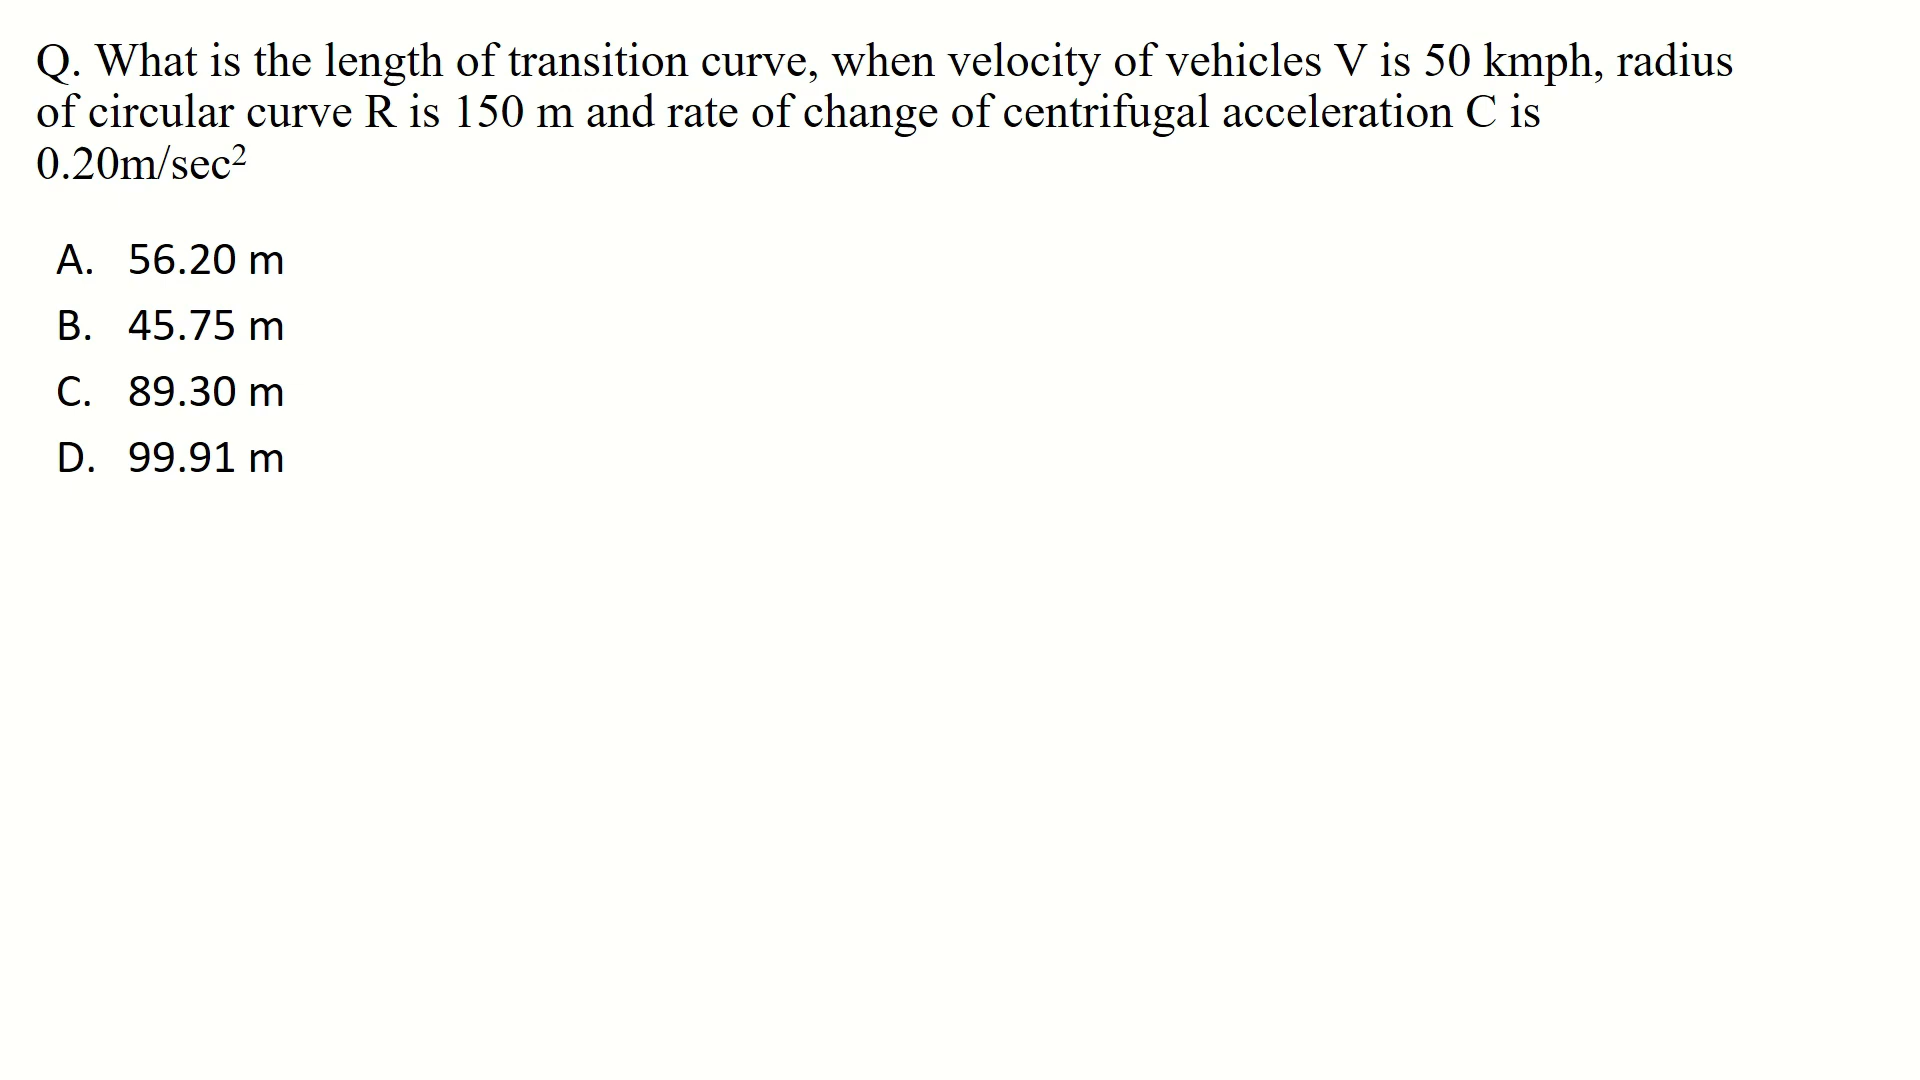 Q. What is the length of transition curve, when velocity of vehicles V is 50 kmph, radius
of circular curve R is 150 m and rate of change of centrifugal acceleration C is
0.20m/sec²
A. 56.20 m
B. 45.75 m
C. 89.30 m
D. 99.91 m